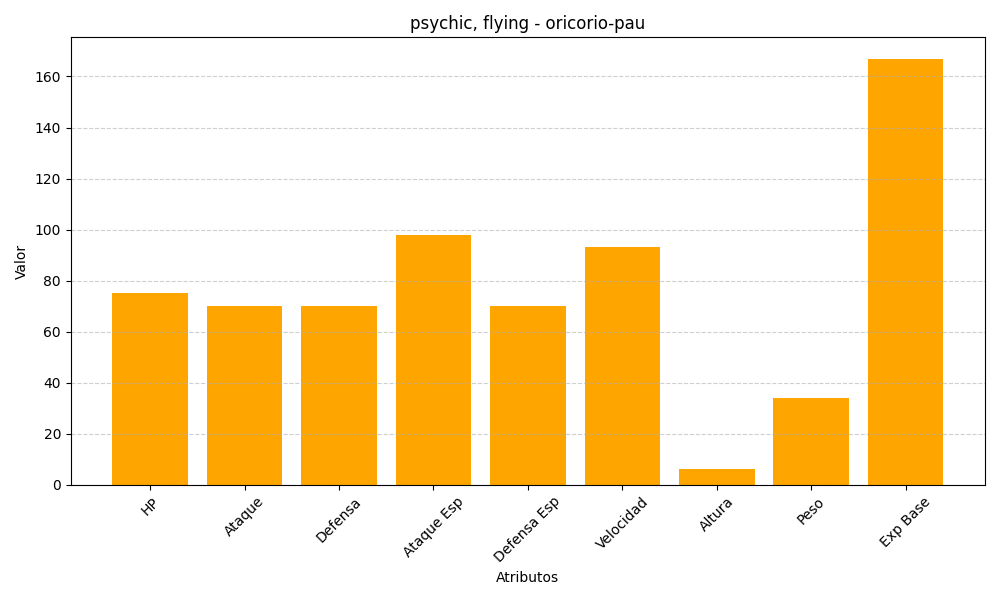 psychic, flying - oricorio-pau
Valor
160
140
120
100
80
60
40
20
0
HP
Ataque
Defensa
Ataque Esp
Defensa Esp
Velocidad
Altura
Peso
Exp Base
Atributos